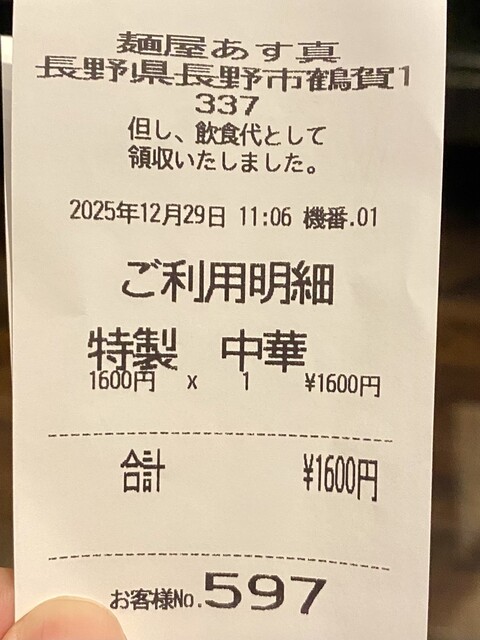 麺屋あす真
長野県長野市鶴賀1
337
但し、飲食代として
領収いたしました。
2025年12月29日 11:06 機番.01
ご利用明細
特製 中華
1600円 x 1 ¥1600円
合計 ¥1600円
お客様No.597